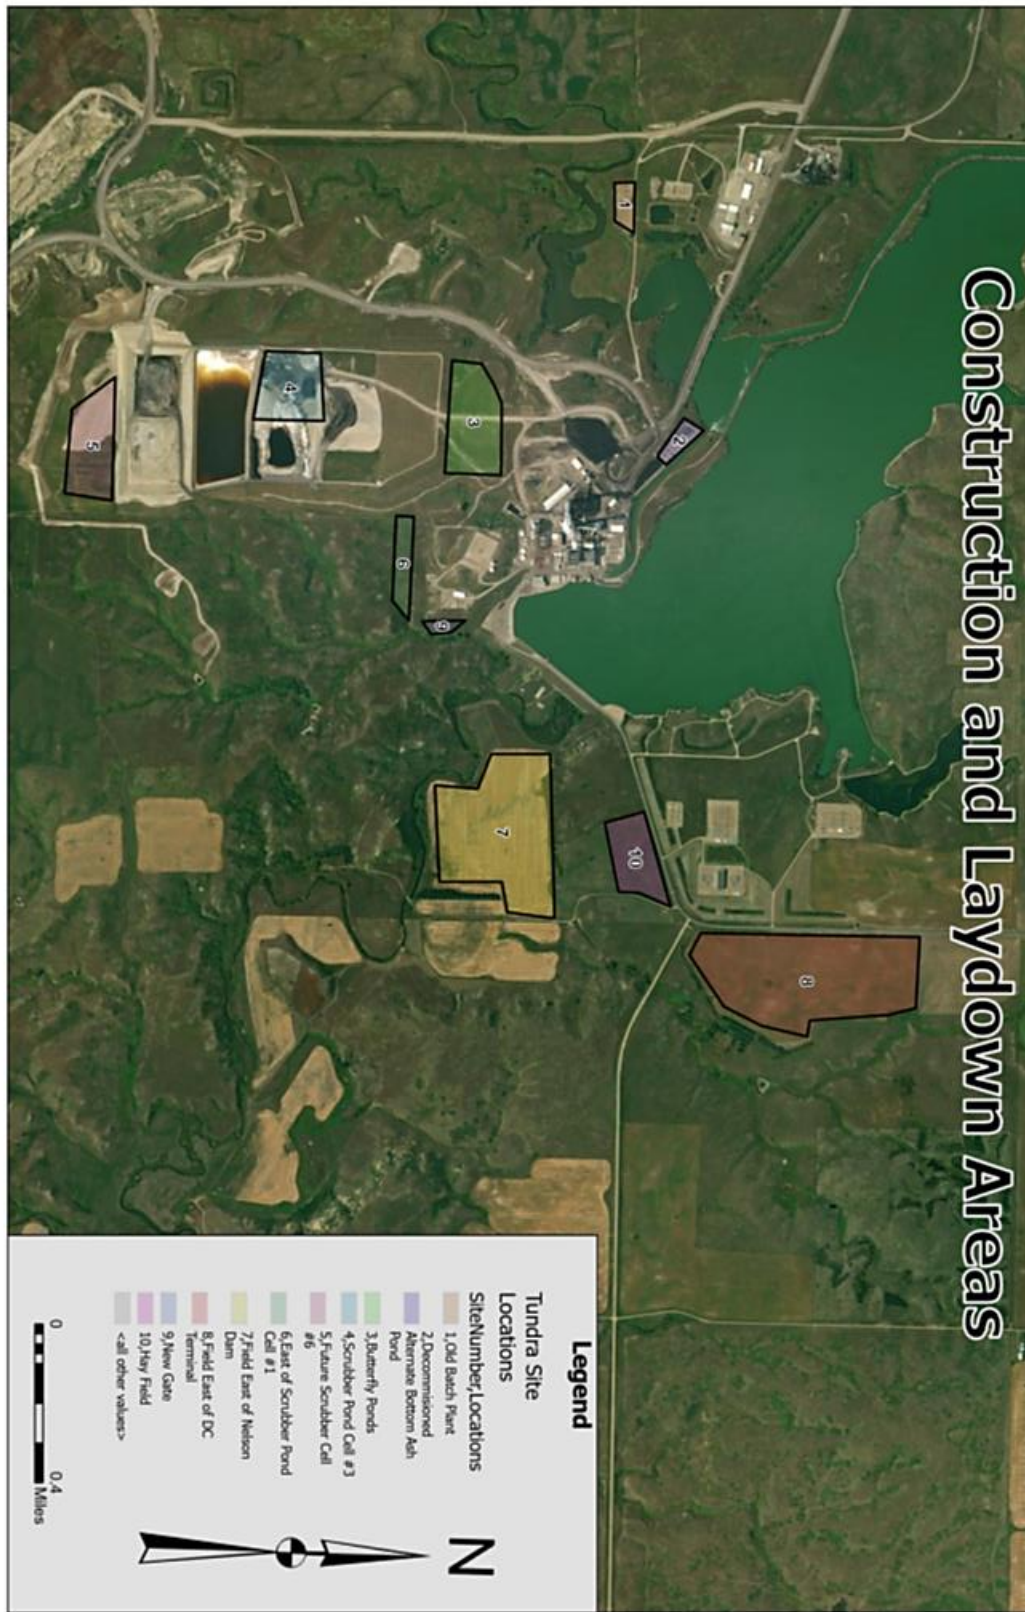 Construction and Laydown Areas
1
2
3
4
5
6
9
7
10
8
Legend
Tundra Site
Locations
SiteNumber,Locations
1,Old Batch Plant
2,Decommisioned
Alternate Bottom Ash
Pond
3,Butterfly Ponds
4,Scrubber Pond Cell #3
5,Future Scrubber Cell
#6
6,East of Scrubber Pond
Cell #1
7,Field East of Nelson
Dam
8,Field East of DC
Terminal
9,New Gate
10,Hay Field
<all other values>
N
0
0.4
Miles